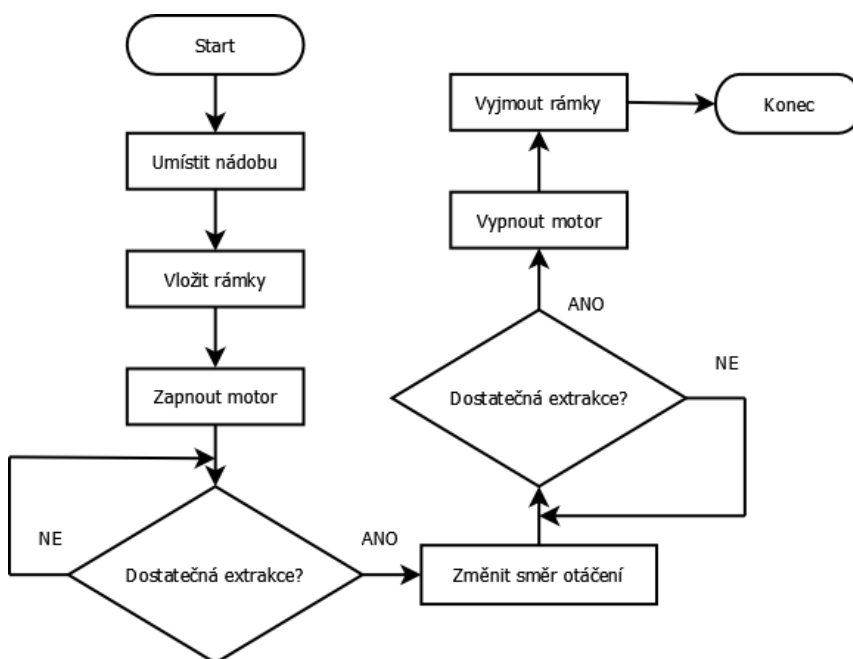 Start
Umístit nádobu
Vložit rámky
Zapnout motor
Dostatečná extrakce?
NE
ANO
Změnit směr otáčení
Dostatečná extrakce?
NE
ANO
Vypnout motor
Vyjmout rámky
Konec